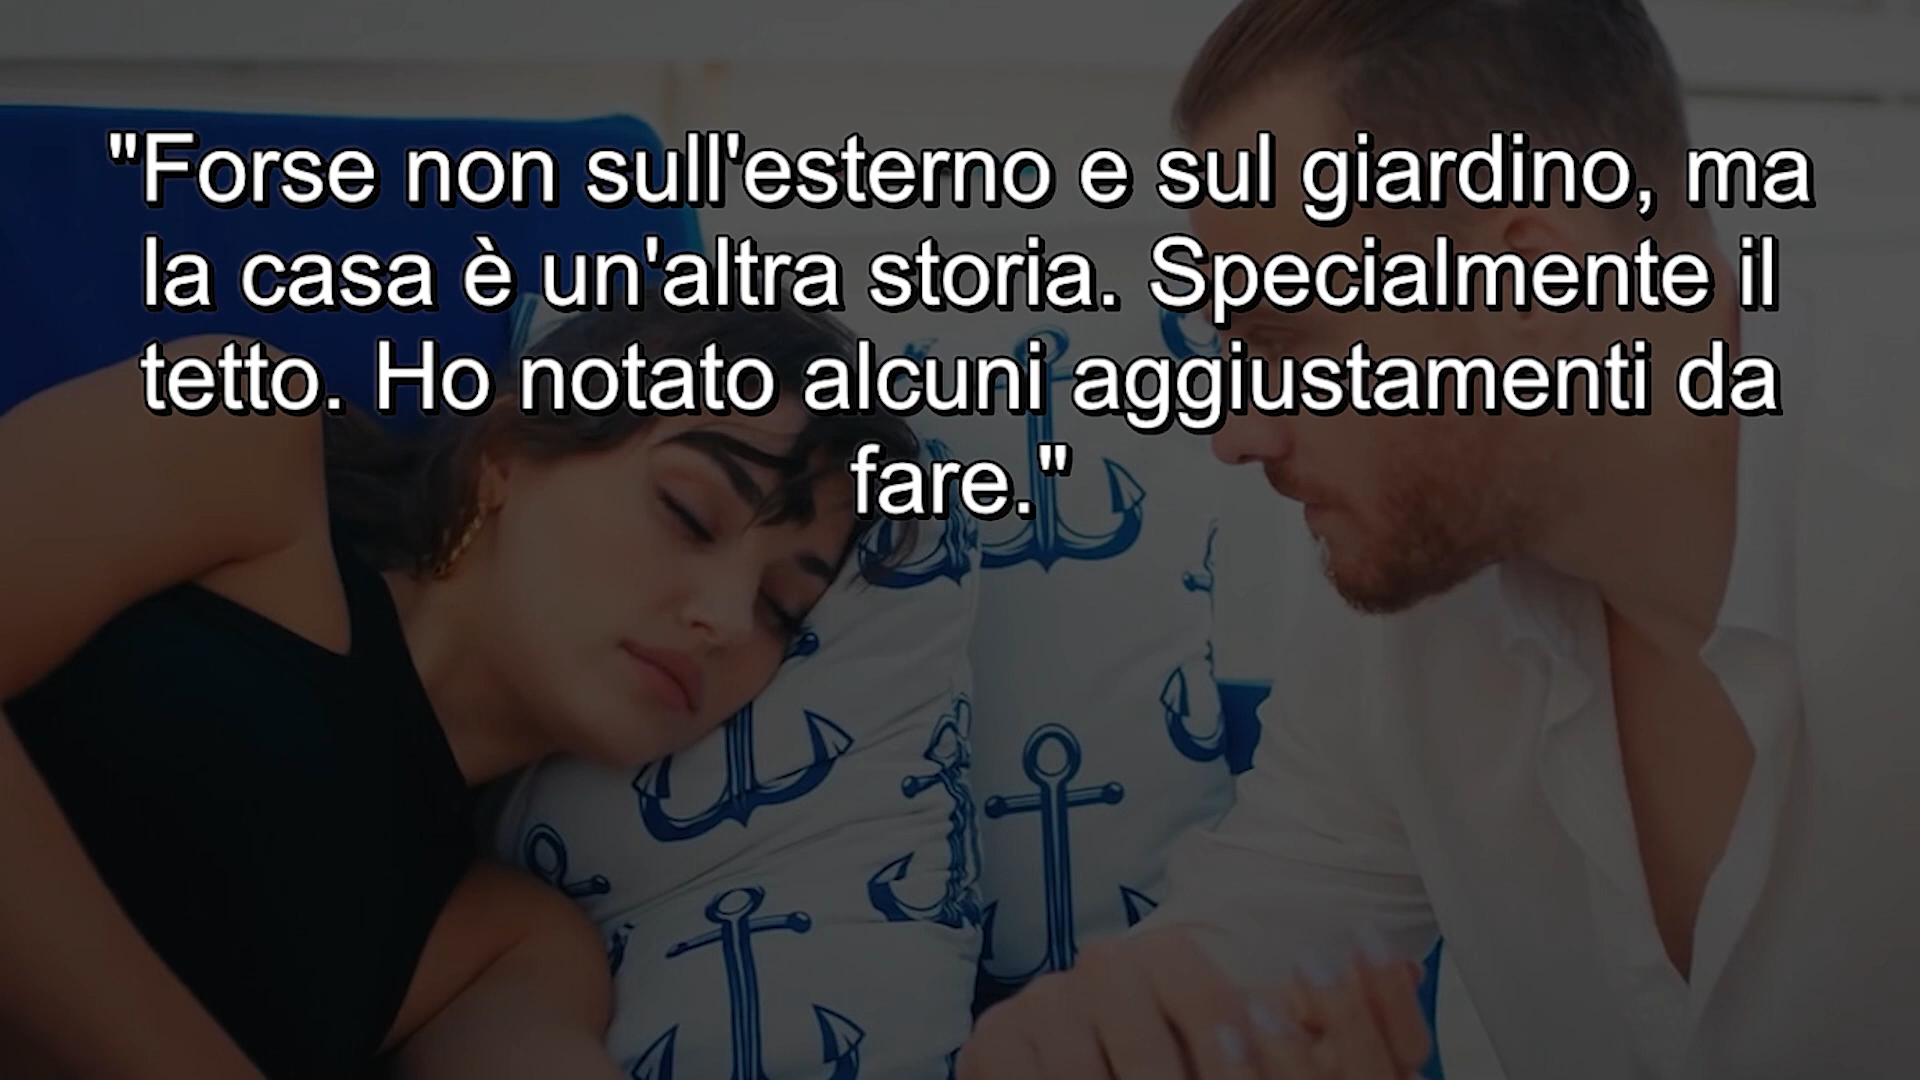 "Forse non sull'esterno e sul giardino, ma
la casa è un'altra storia. Specialmente il
tetto. Ho notato alcuni aggiustamenti da
fare."